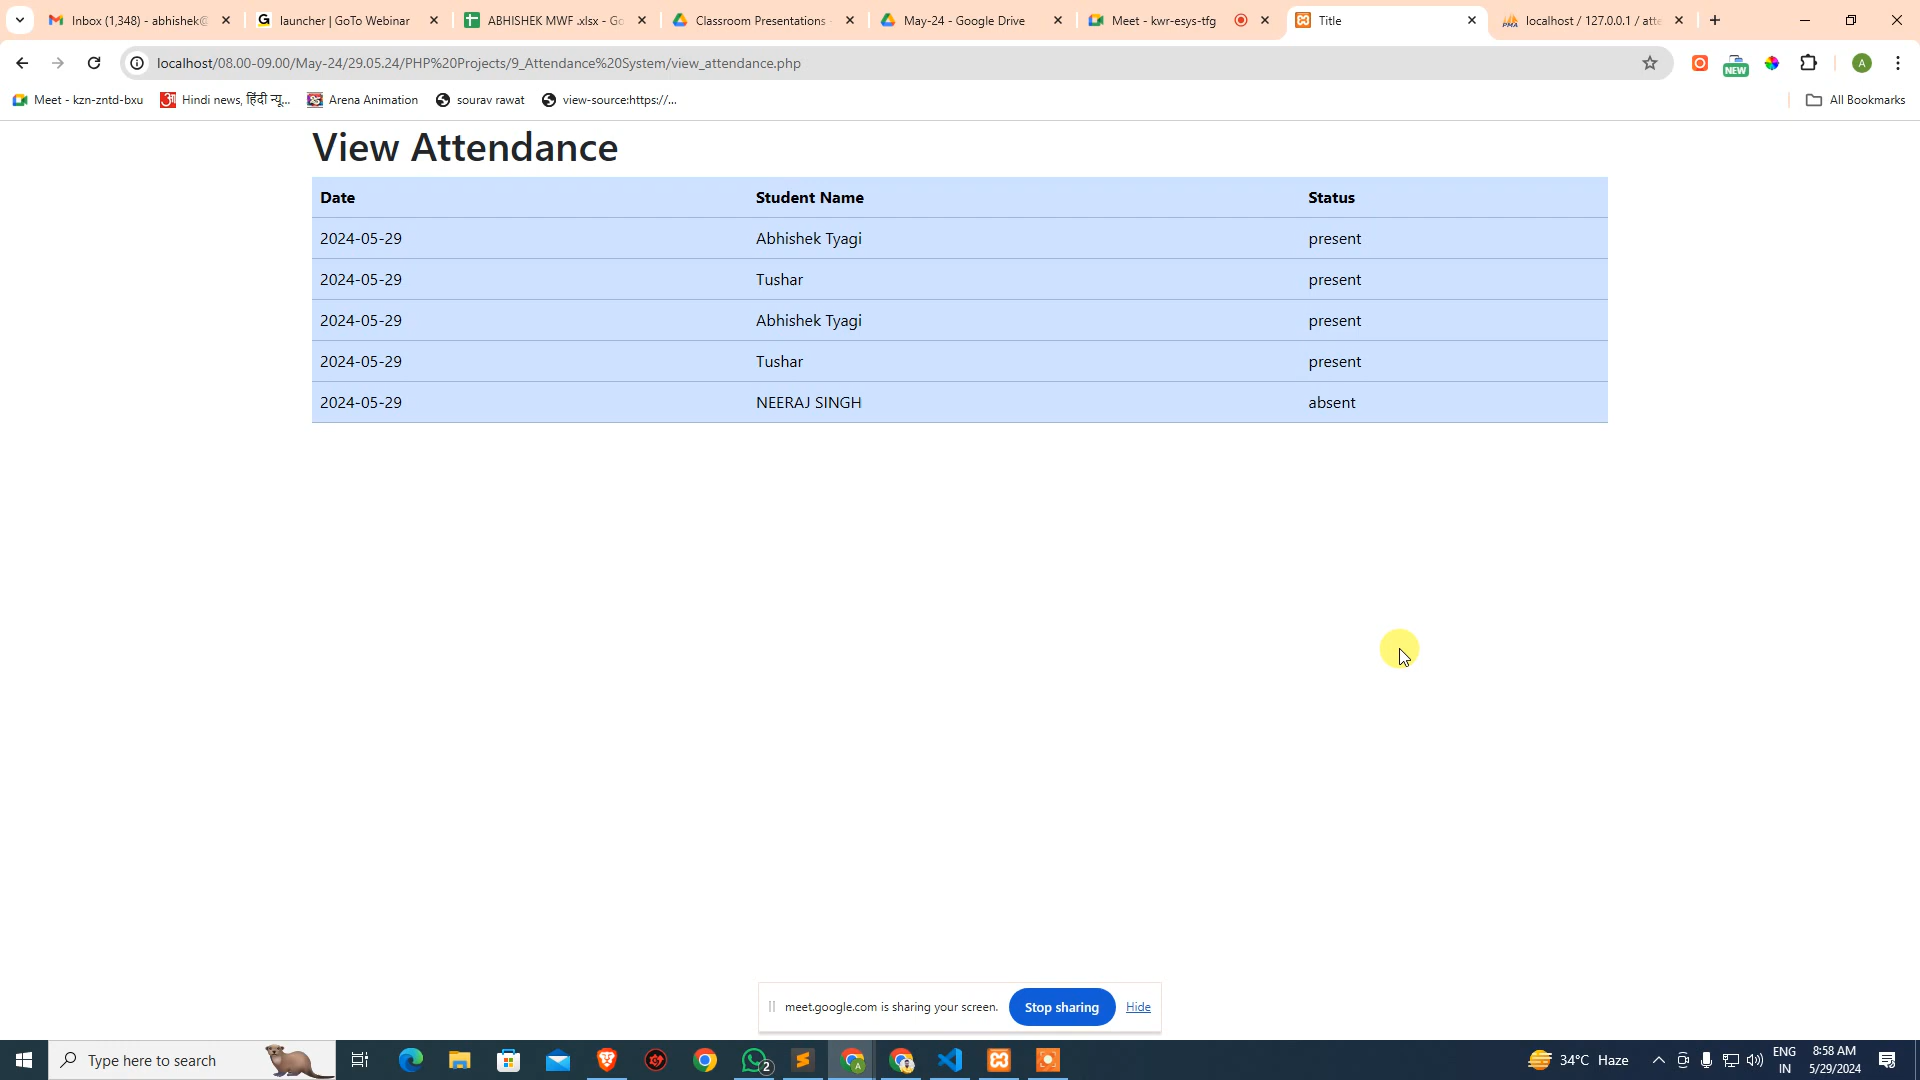 Inbox (1,348) - abhishek@
launcher | GoTo Webinar
ABHISHEK MWF .xlsx - Go
Classroom Presentations -
May-24 - Google Drive
Meet - kwr-esys-tfg
Title
localhost / 127.0.0.1 / atte
localhost/08.00-09.00/May-24/29.05.24/PHP%20Projects/9_Attendance%20System/view_attendance.php
NEW
A
Meet - kzn-zntd-bxu
Hindi news, हिंदी न्यू...
Arena Animation
sourav rawat
view-source:https://...
All Bookmarks
View Attendance
Date Student Name Status
2024-05-29 Abhishek Tyagi present
2024-05-29 Tushar present
2024-05-29 Abhishek Tyagi present
2024-05-29 Tushar present
2024-05-29 NEERAJ SINGH absent
meet.google.com is sharing your screen. Stop sharing Hide
Type here to search
2
34°C Haze
ENG
IN
8:58 AM
5/29/2024